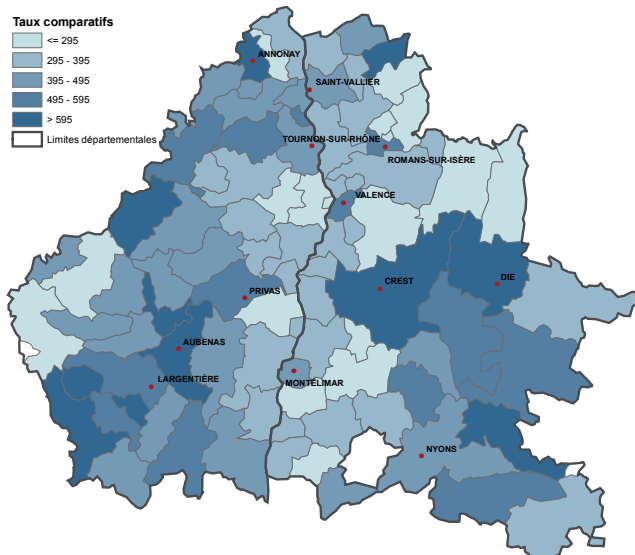 Taux comparatifs
<= 295
295 - 395
395 - 495
495 - 595
> 595
Limites départementales
ANNONAY
SAINT-VALLIER
TOURNON-SUR-RHÔNE
ROMANS-SUR-ISÈRE
VALENCE
DIE
CREST
PRIVAS
AUBENAS
MONTÉLIMAR
LARGENTIÈRE
NYONS